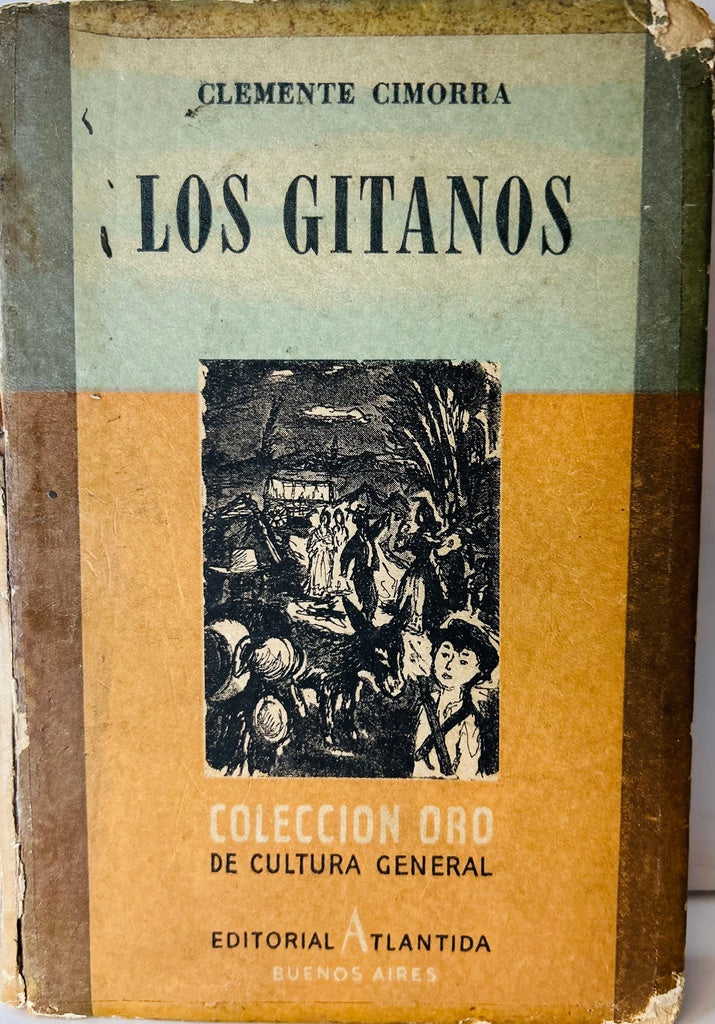 CLEMENTE CIMORRA
LOS GITANOS
COLECCION ORO
DE CULTURA GENERAL
EDITORIAL ATLANTIDA
BUENOS AIRES